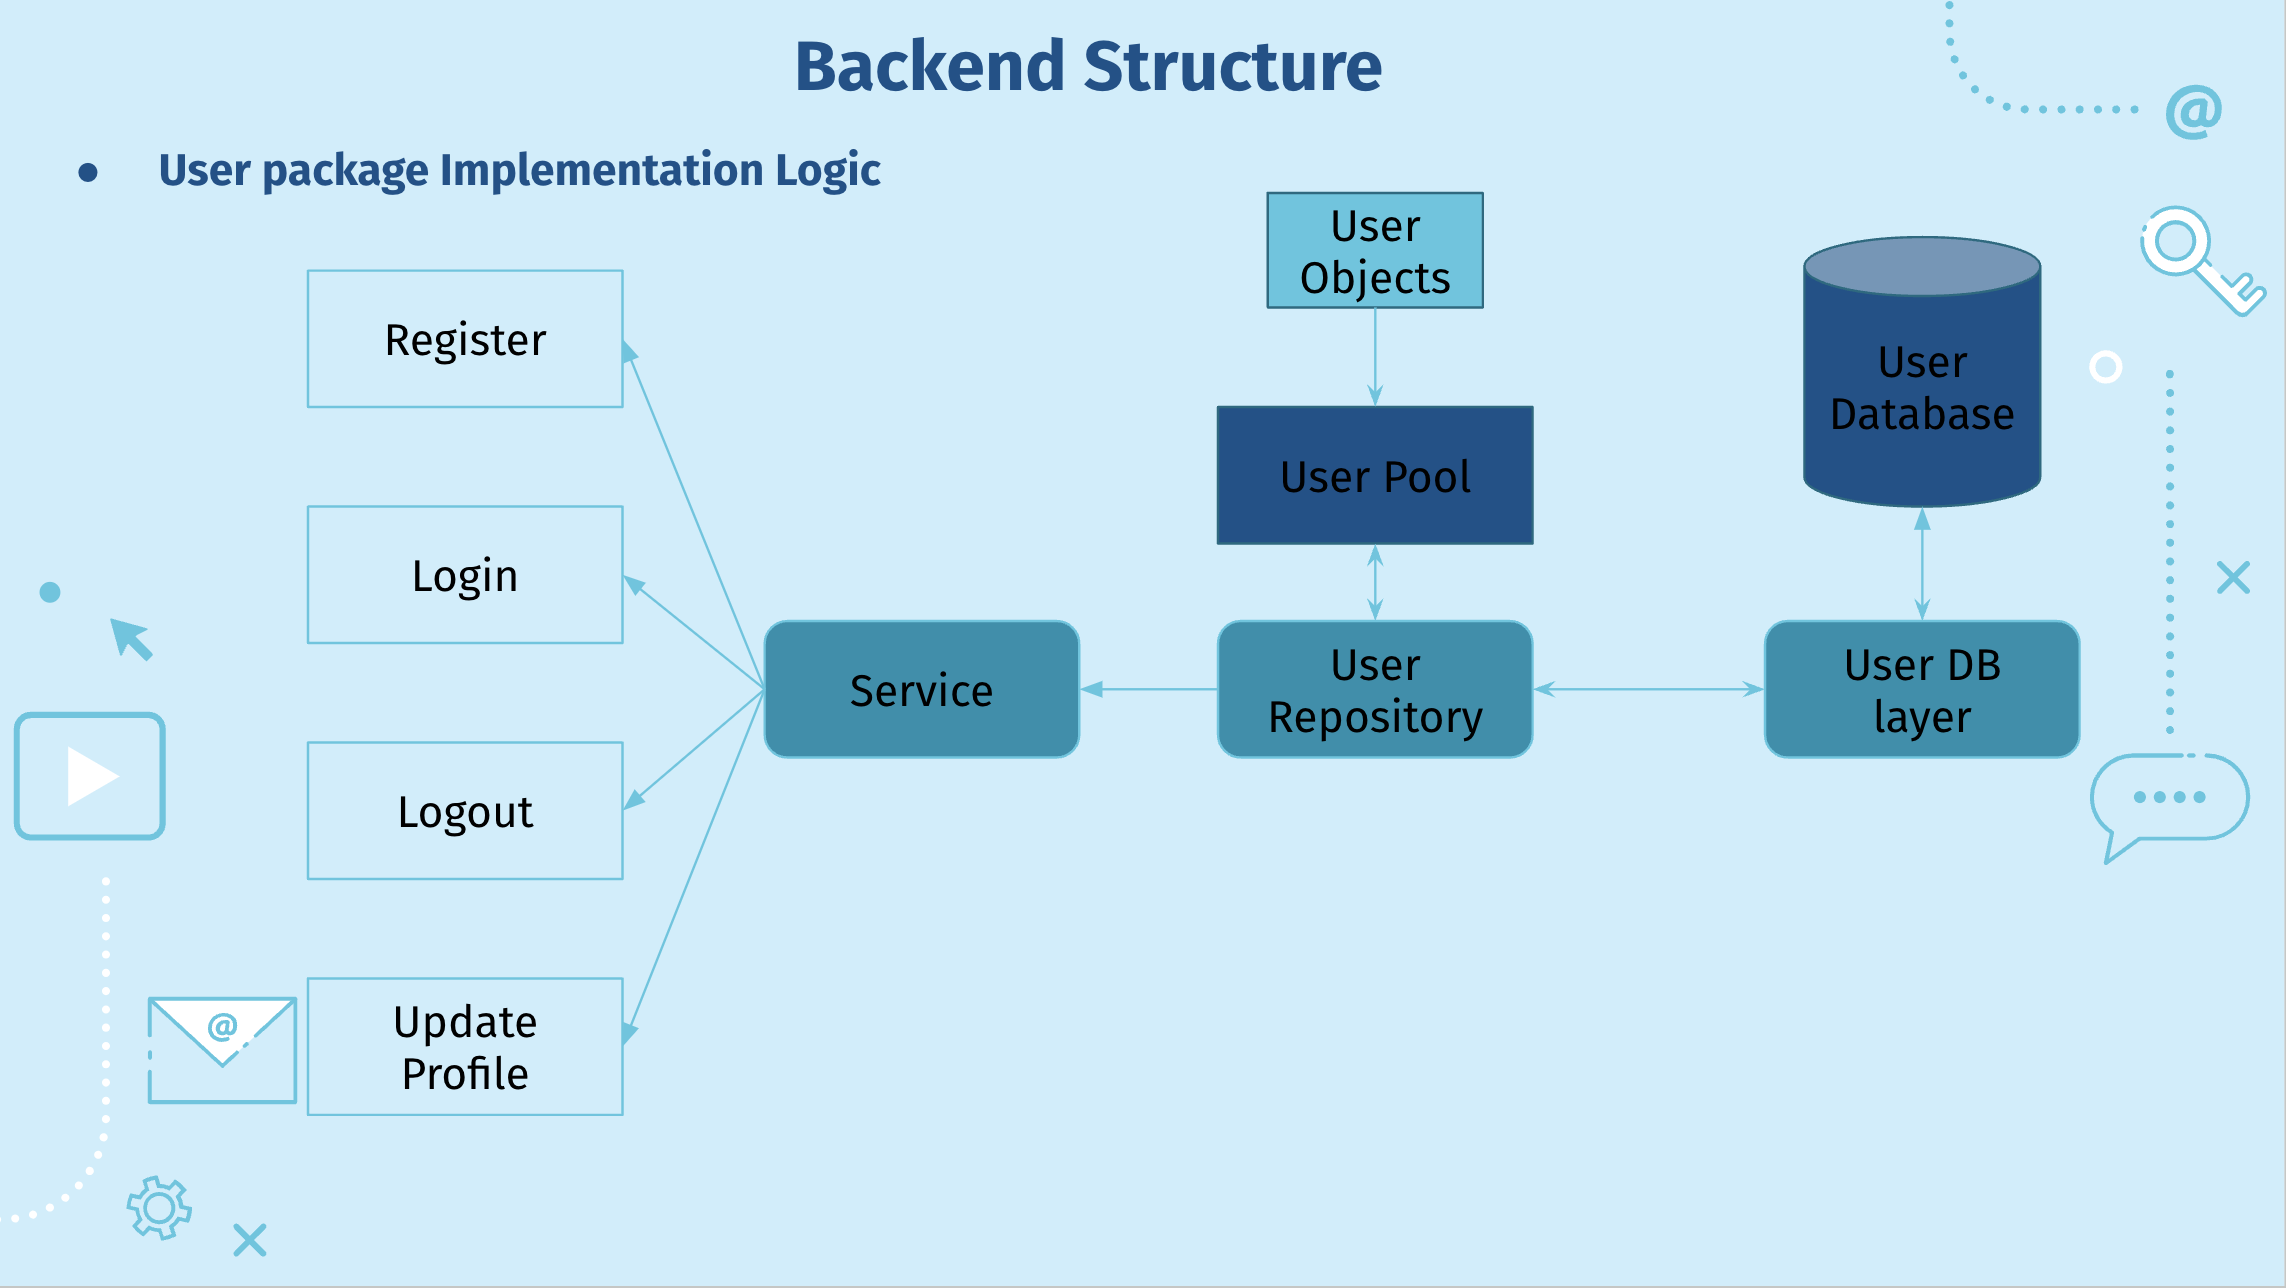 Backend Structure
● User package Implementation Logic
User
Objects
Register
User
Database
User Pool
Login
Service
User
Repository
User DB
layer
Logout
Update
Profile
@
@